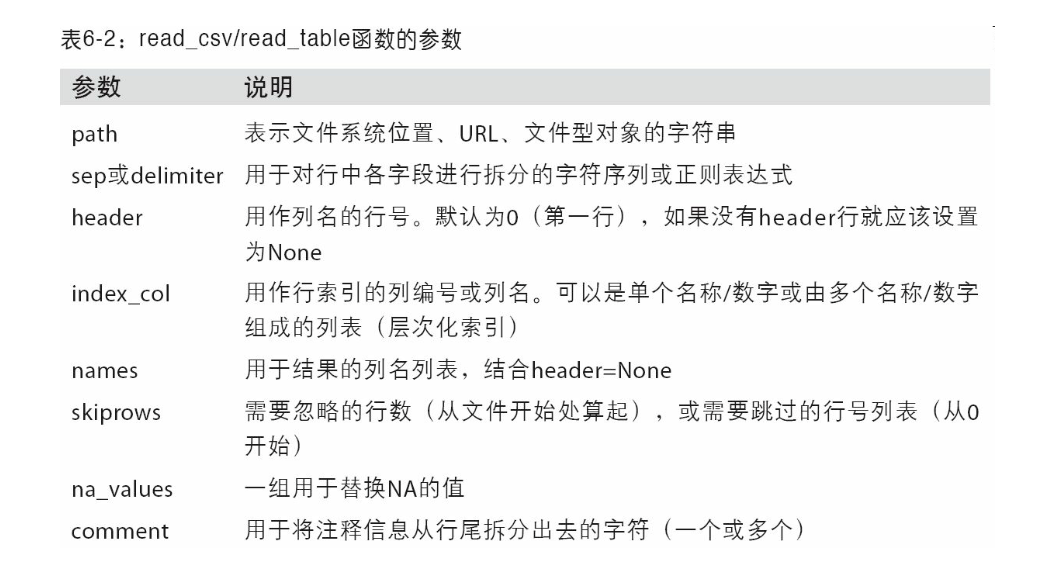 表6-2：read_csv/read_table函数的参数
参数 说明
path 表示文件系统位置、URL、文件型对象的字符串
sep或delimiter 用于对行中各字段进行拆分的字符序列或正则表达式
header 用作列名的行号。默认为0（第一行），如果没有header行就应该设置
为None
index_col 用作行索引的列编号或列名。可以是单个名称/数字或由多个名称/数字
组成的列表（层次化索引）
names 用于结果的列名列表，结合header=None
skiprows 需要忽略的行数（从文件开始处算起），或需要跳过的行号列表（从0
开始）
na_values 一组用于替换NA的值
comment 用于将注释信息从行尾拆分出去的字符（一个或多个）